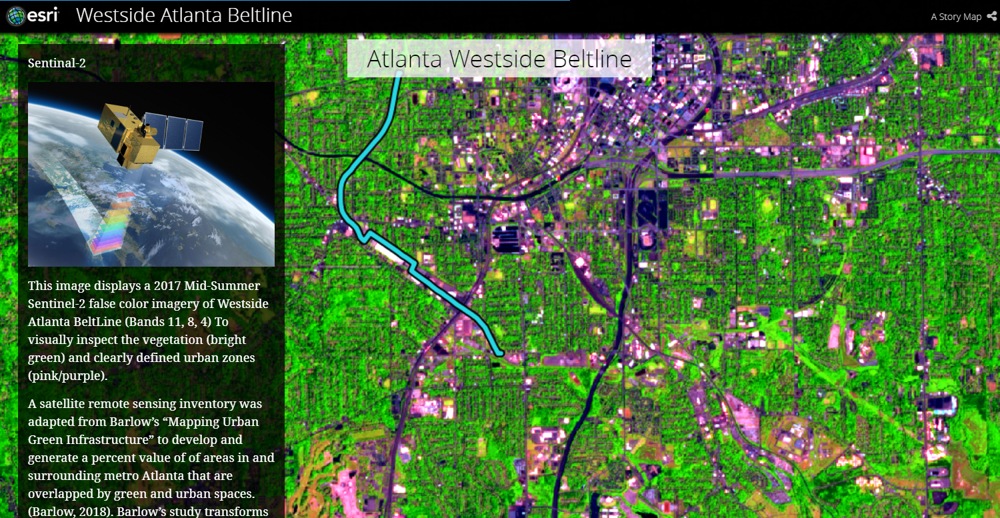 esri
Westside Atlanta Beltline
A Story Map
Atlanta Westside Beltline
Sentinal-2
This image displays a 2017 Mid-Summer
Sentinel-2 false color imagery of Westside
Atlanta BeltLine (Bands 11, 8, 4) To
visually inspect the vegetation (bright
green) and clearly defined urban zones
(pink/purple).
A satellite remote sensing inventory was
adapted from Barlow’s “Mapping Urban
Green Infrastructure” to develop and
generate a percent value of of areas in and
surrounding metro Atlanta that are
overlapped by green and urban spaces.
(Barlow, 2018). Barlow’s study transforms